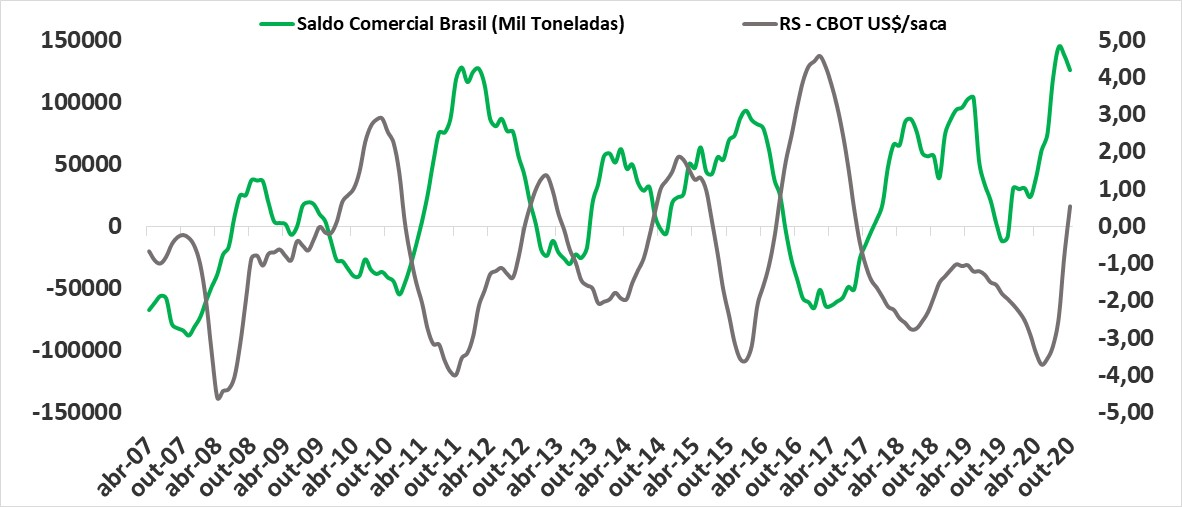 Saldo Comercial Brasil (Mil Toneladas)
RS - CBOT US$/saca
150000
100000
50000
0
-50000
-100000
-150000
5,00
4,00
3,00
2,00
1,00
0,00
-1,00
-2,00
-3,00
-4,00
-5,00
abr-07
out-07
abr-08
out-08
abr-09
out-09
abr-10
out-10
abr-11
out-11
abr-12
out-12
abr-13
out-13
abr-14
out-14
abr-15
out-15
abr-16
out-16
abr-17
out-17
abr-18
out-18
abr-19
out-19
abr-20
out-20